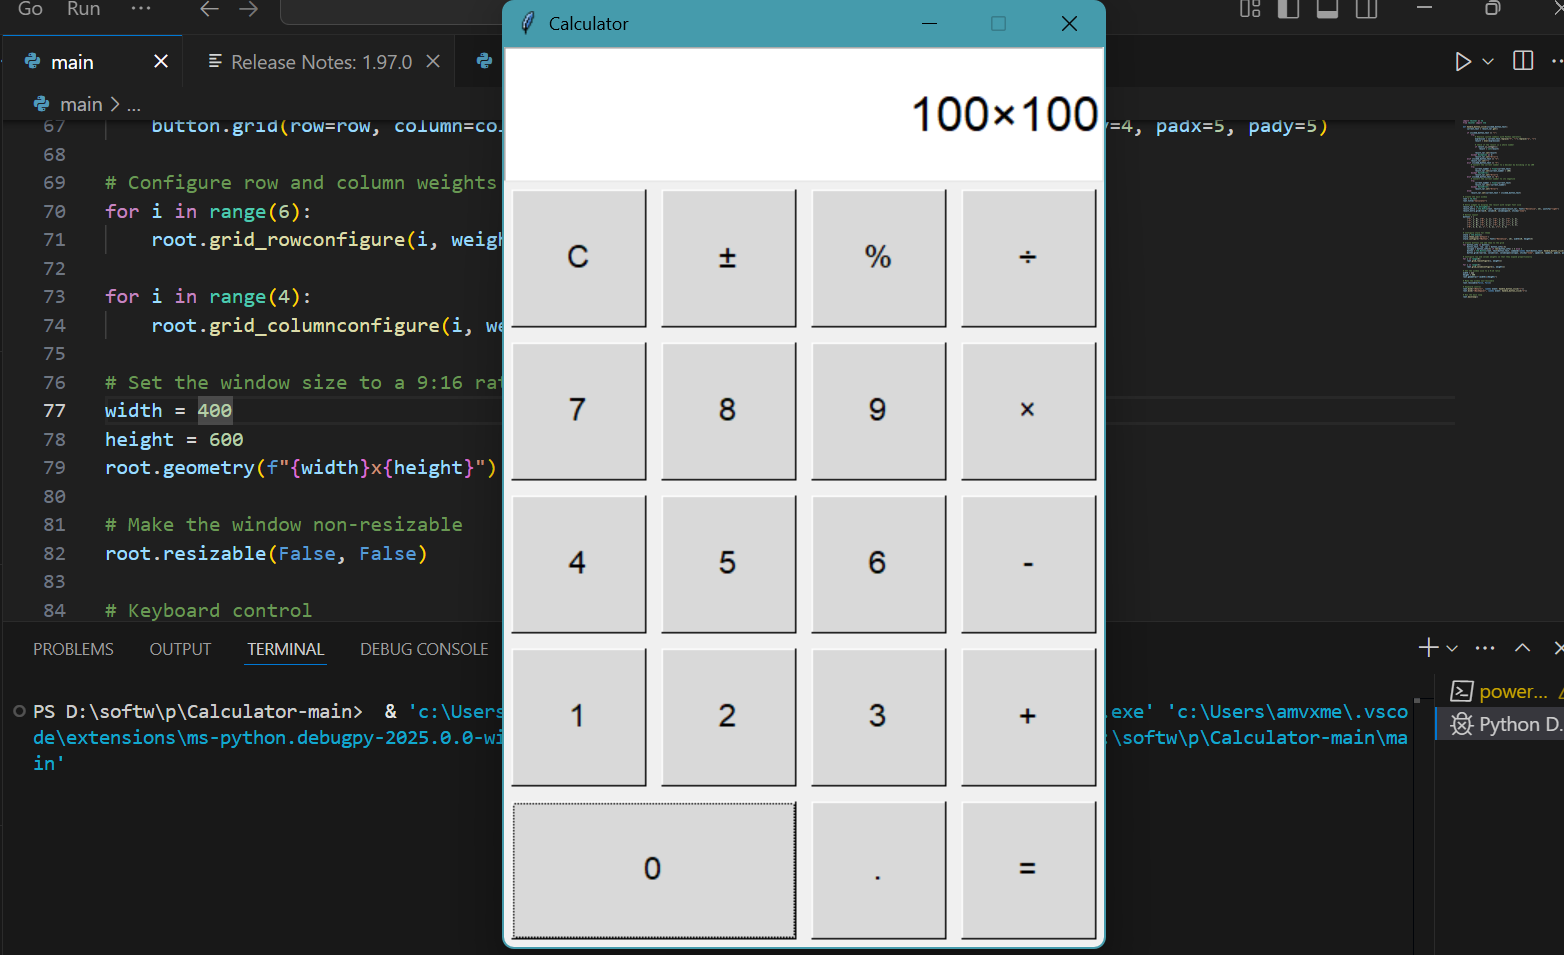 Go Run ...
Calculator
main
Release Notes: 1.97.0
main > ...
100×100
67 button.grid(row=row, column=co y=4, padx=5, pady=5)
68
69 # Configure row and column weights
70 for i in range(6):
71 root.grid_rowconfigure(i, weigh
72
73 for i in range(4):
74 root.grid_columnconfigure(i, we
75
76 # Set the window size to a 9:16 rat
77 width = 400
78 height = 600
79 root.geometry(f"{width}x{height}")
80
81 # Make the window non-resizable
82 root.resizable(False, False)
83
84 # Keyboard control
C ± % ÷
7 8 9 ×
4 5 6 -
1 2 3 +
0 . =
PROBLEMS OUTPUT TERMINAL DEBUG CONSOLE
PS D:\softw\p\Calculator-main> & 'c:\Users .exe' 'c:\Users\amvxme\.vsco
de\extensions\ms-python.debugpy-2025.0.0-wi :\softw\p\Calculator-main\ma
in'
power...
Python D.